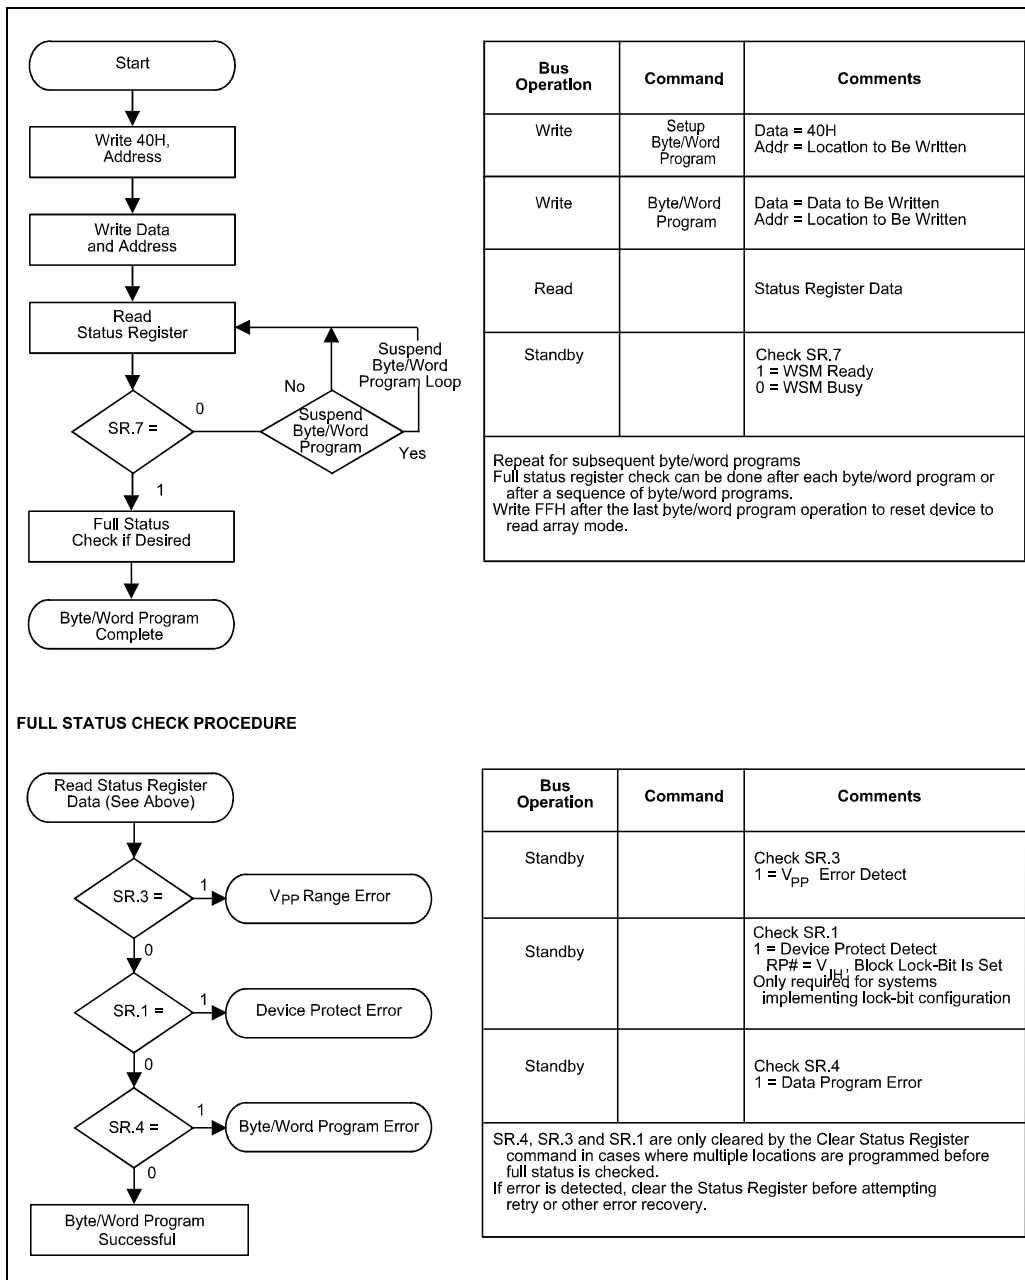 Start
Write 40H,
Address
Write Data
and Address
Read
Status Register
Suspend
Byte/Word
Program Loop
No
0
SR.7 =
Suspend
Byte/Word
Program
Yes
1
Full Status
Check if Desired
Byte/Word Program
Complete
Bus
Operation
Command
Comments
Write
Setup
Byte/Word
Program
Data = 40H
Addr = Location to Be Written
Write
Byte/Word
Program
Data = Data to Be Written
Addr = Location to Be Written
Read
Status Register Data
Standby
Check SR.7
1 = WSM Ready
0 = WSM Busy
Repeat for subsequent byte/word programs
Full status register check can be done after each byte/word program or
after a sequence of byte/word programs.
Write FFH after the last byte/word program operation to reset device to
read array mode.
FULL STATUS CHECK PROCEDURE
Read Status Register
Data (See Above)
SR.3 =
1
VPP Range Error
0
SR.1 =
1
Device Protect Error
0
SR.4 =
1
Byte/Word Program Error
0
Byte/Word Program
Successful
Bus
Operation
Command
Comments
Standby
Check SR.3
1 = VPP Error Detect
Standby
Check SR.1
1 = Device Protect Detect
RP# = VIH, Block Lock-Bit Is Set
Only required for systems
implementing lock-bit configuration
Standby
Check SR.4
1 = Data Program Error
SR.4, SR.3 and SR.1 are only cleared by the Clear Status Register
command in cases where multiple locations are programmed before
full status is checked.
If error is detected, clear the Status Register before attempting
retry or other error recovery.